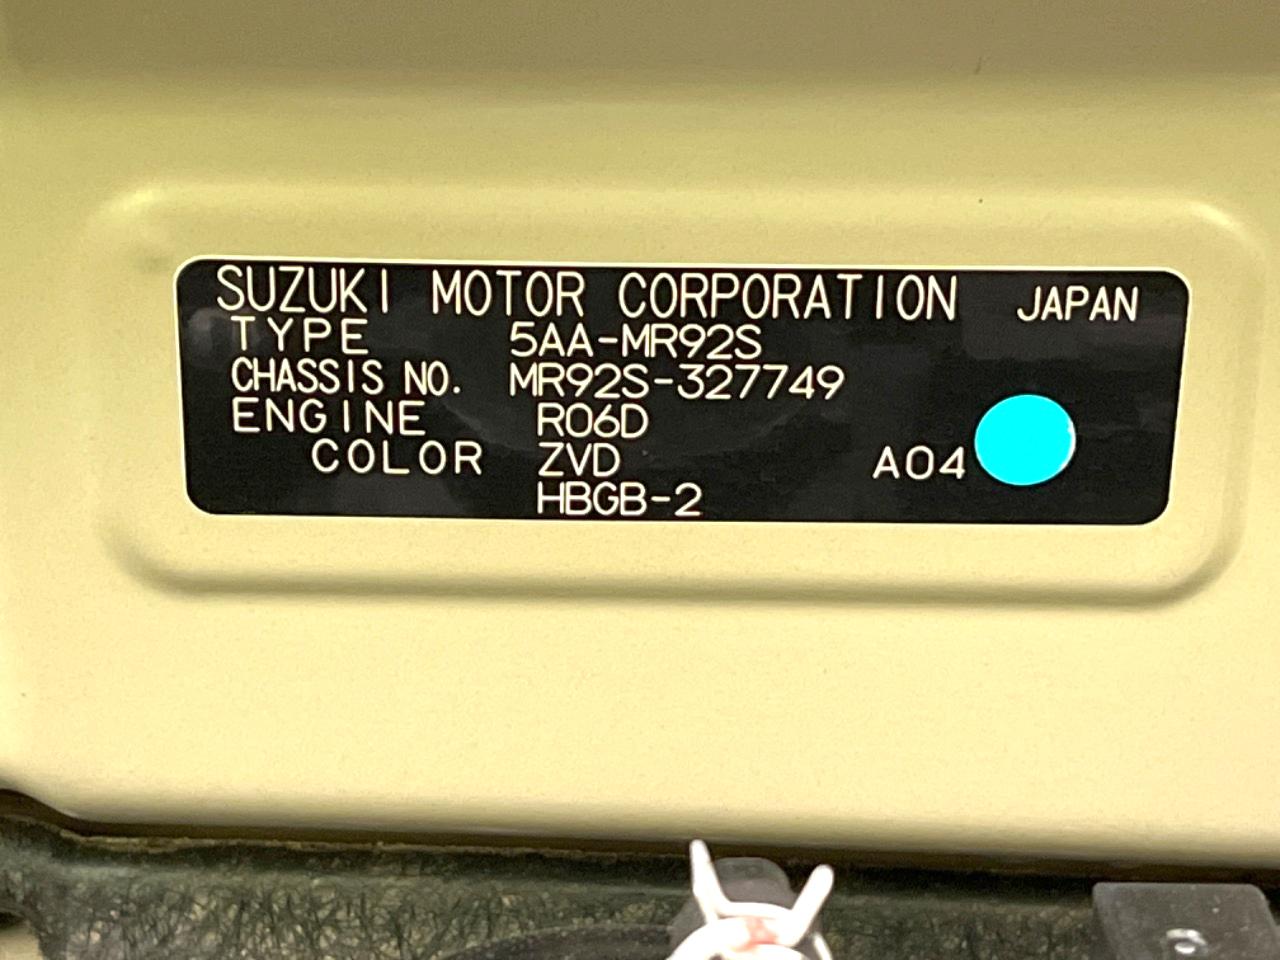 SUZUKI MOTOR CORPORATION JAPAN
TYPE 5AA-MR92S
CHASSIS NO. MR92S-327749
ENGINE R06D
COLOR ZVD A04
HBGB-2